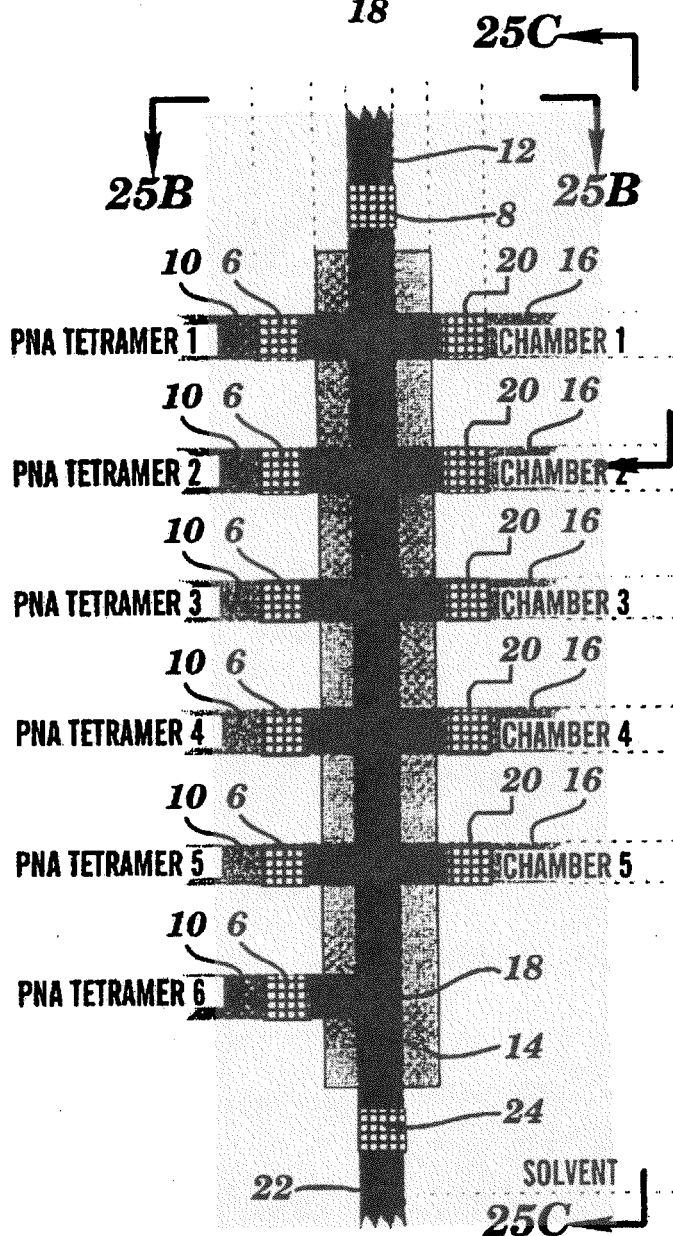 18
25C
25B
12
25B
8
10 6 20 16
PNA TETRAMER 1 CHAMBER 1
10 6 20 16
PNA TETRAMER 2 CHAMBER 2
10 6 20 16
PNA TETRAMER 3 CHAMBER 3
10 6 20 16
PNA TETRAMER 4 CHAMBER 4
10 6 20 16
PNA TETRAMER 5 CHAMBER 5
10 6
PNA TETRAMER 6
18
14
24
SOLVENT
22
25C